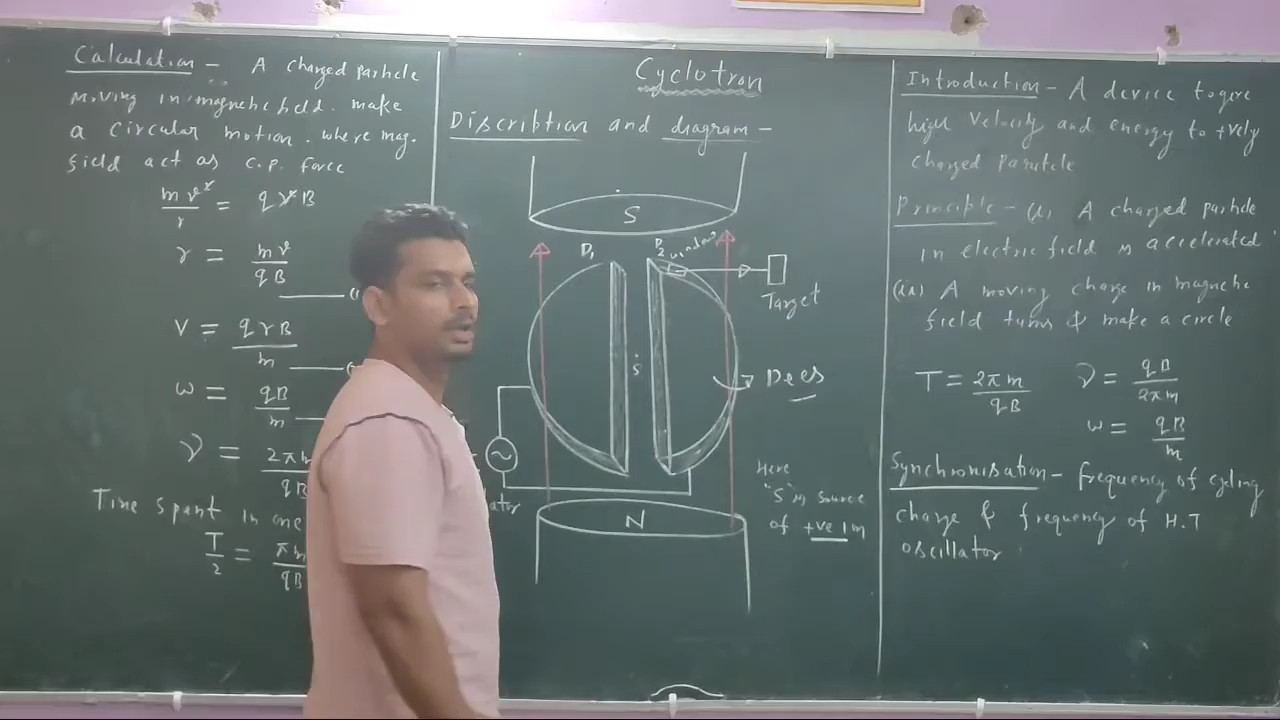 Calculation - A charged particle
moving in magnetic field. make
a circular motion. where mag.
field act as C.P. force
mv²/r = qvB
r = mv/qB
v = qrB/m
ω = qB/m
ν = 2πm/qB
Time spent in one
T/2 = πm/qB
Cyclotron
Discribtion and diagram -
S
D₁
D₂
window
Target
S
Dees
N
Here
"S" is source
of +ve
Introduction - A device to give
high velocity and energy to +vely
charged particle
Principle - (i) A charged particle
in electric field is accelerated
(ii) A moving charge in magnetic
field turns & make a circle
T = 2πm/qB ν = qB/2πm
ω = qB/m
Synchronisation - frequency of cycling
charge & frequency of H.T
oscillator